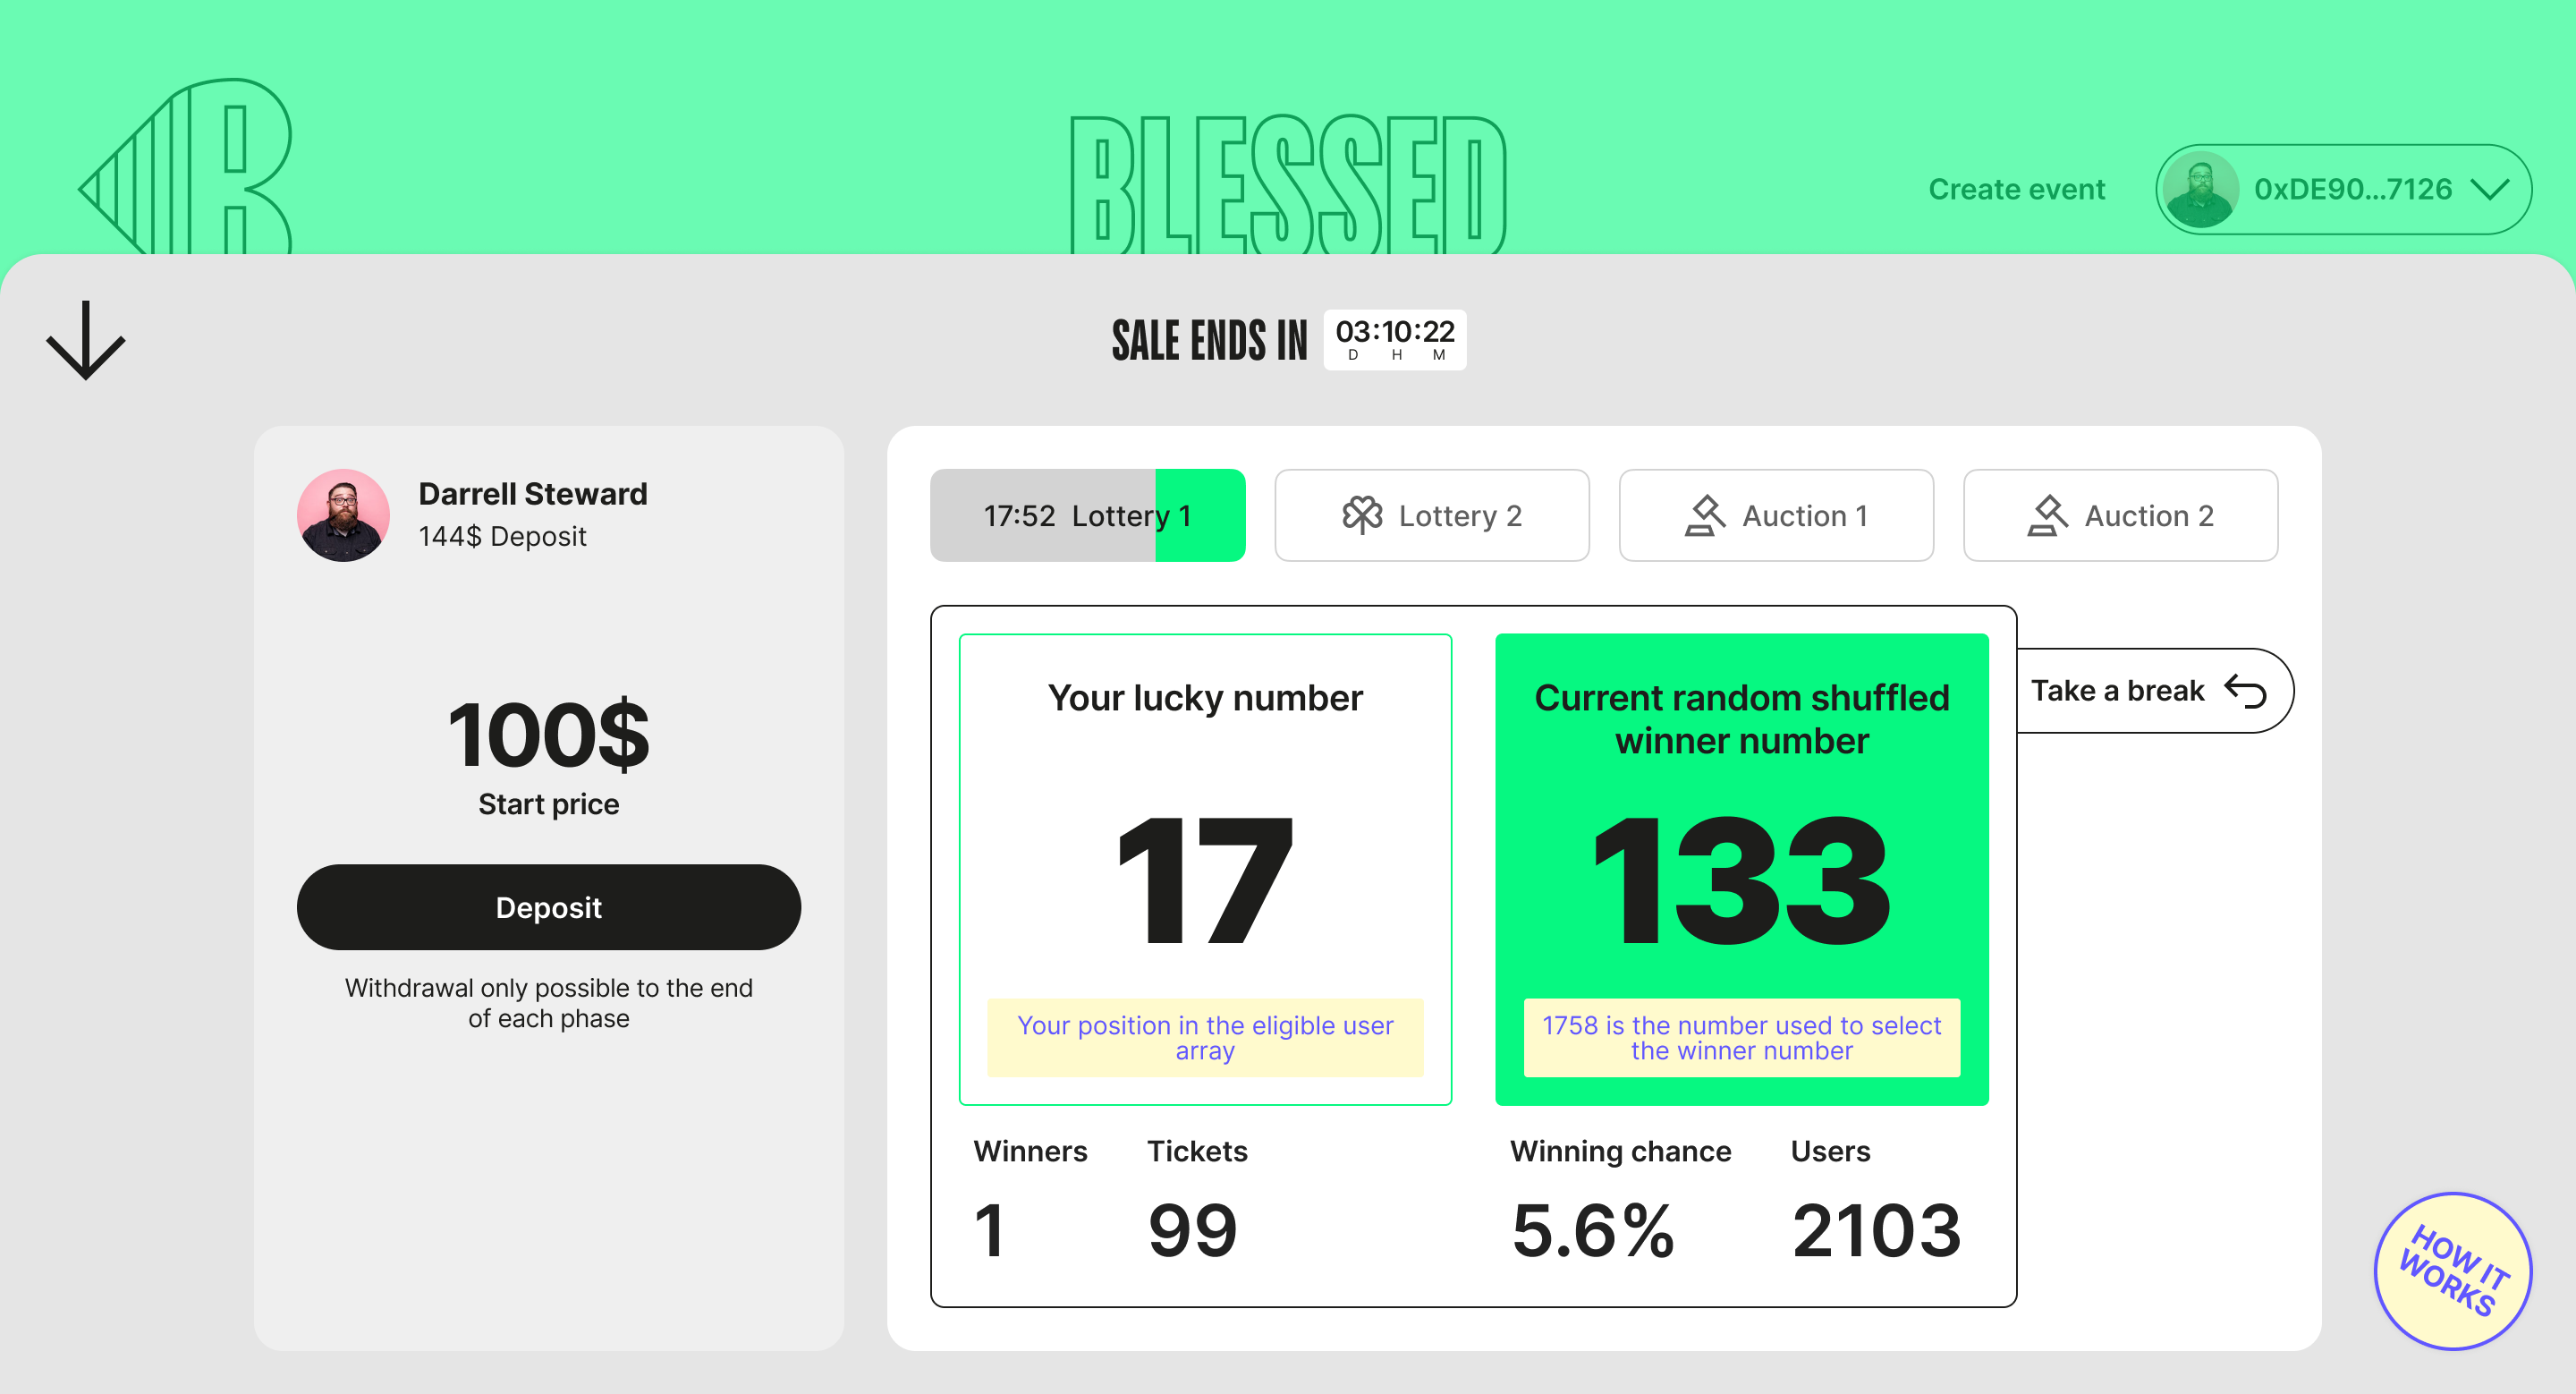 BLESSED
Create event
0xDE90...7126
SALE ENDS IN
03:10:22
D H M
Darrell Steward
144$ Deposit
100$
Start price
Deposit
Withdrawal only possible to the end
of each phase
17:52 Lottery 1
Lottery 2
Auction 1
Auction 2
Take a break
Your lucky number
17
Your position in the eligible user
array
Current random shuffled
winner number
133
1758 is the number used to select
the winner number
Winners
1
Tickets
99
Winning chance
5.6%
Users
2103
HOW IT
WORKS